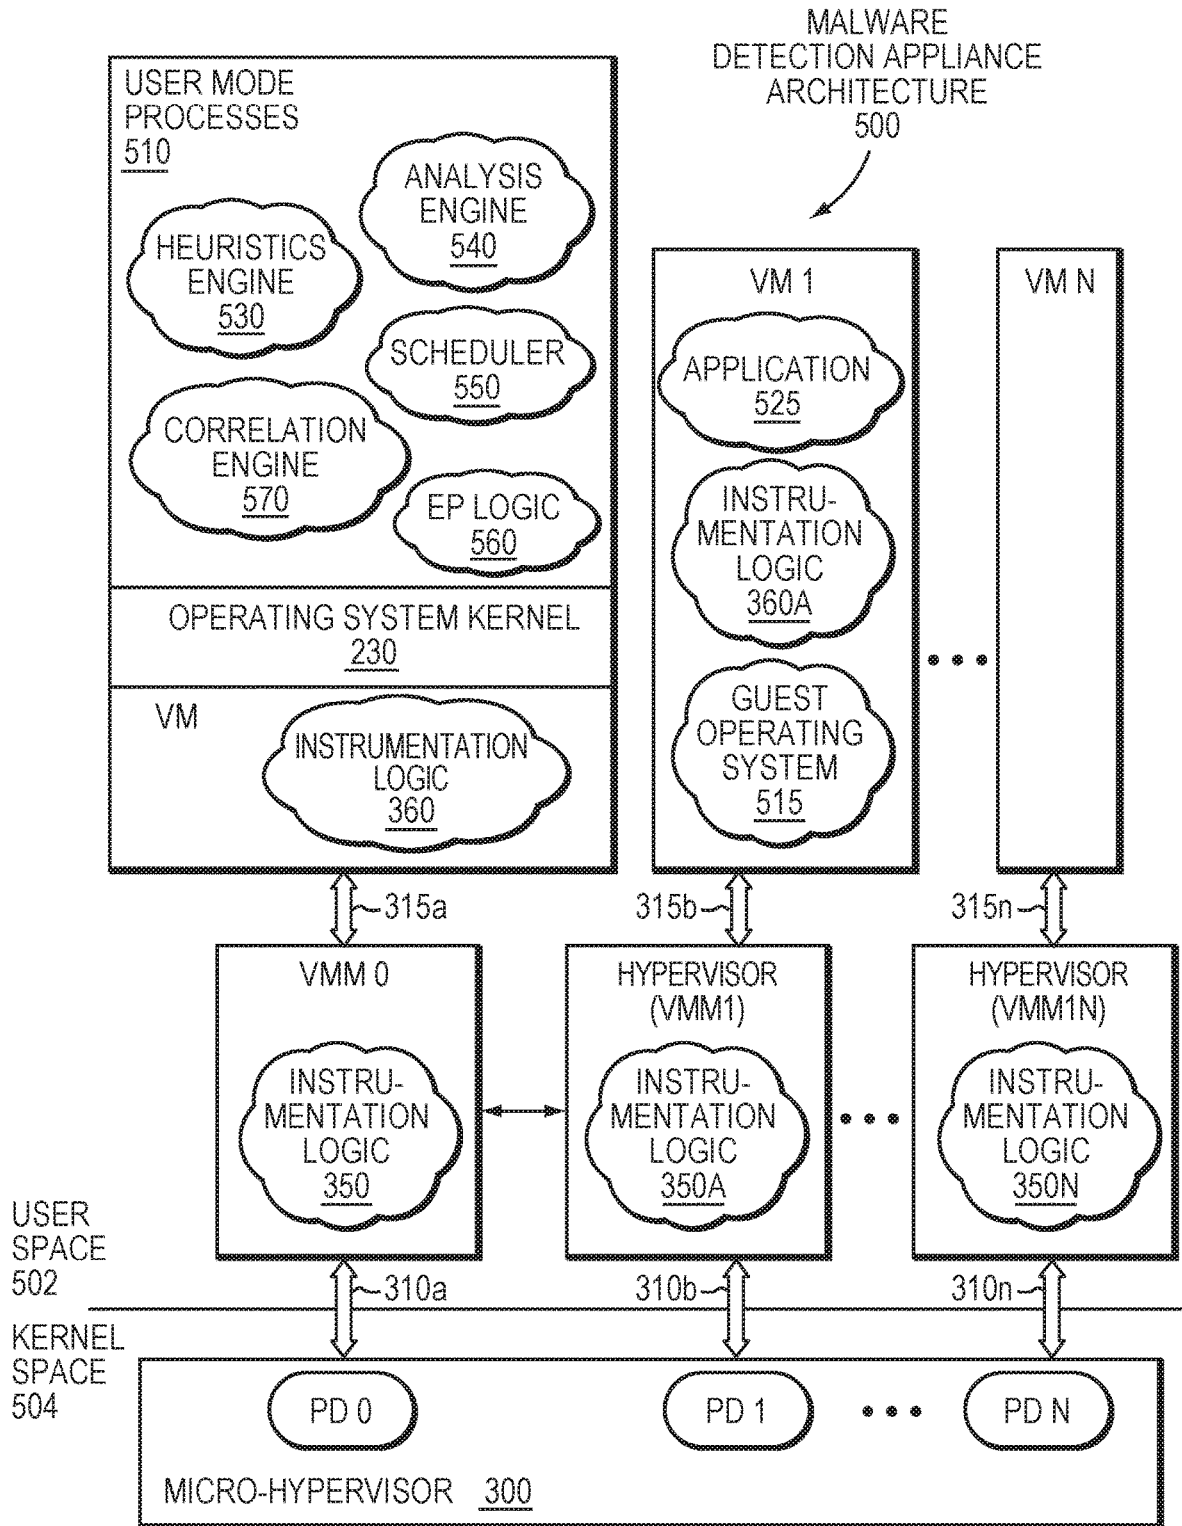 MALWARE
DETECTION APPLIANCE
ARCHITECTURE
500
USER MODE
PROCESSES
510
ANALYSIS
ENGINE
540
HEURISTICS
ENGINE
530
SCHEDULER
550
CORRELATION
ENGINE
570
EP LOGIC
560
OPERATING SYSTEM KERNEL
230
VM
INSTRUMENTATION
LOGIC
360
VM 1
APPLICATION
525
INSTRU-
MENTATION
LOGIC
360A
GUEST
OPERATING
SYSTEM
515
VM N
315a
315b
315n
VMM 0
INSTRU-
MENTATION
LOGIC
350
HYPERVISOR
(VMM1)
INSTRU-
MENTATION
LOGIC
350A
HYPERVISOR
(VMM1N)
INSTRU-
MENTATION
LOGIC
350N
USER
SPACE
502
310a
310b
310n
KERNEL
SPACE
504
PD 0
PD 1
PD N
MICRO-HYPERVISOR 300